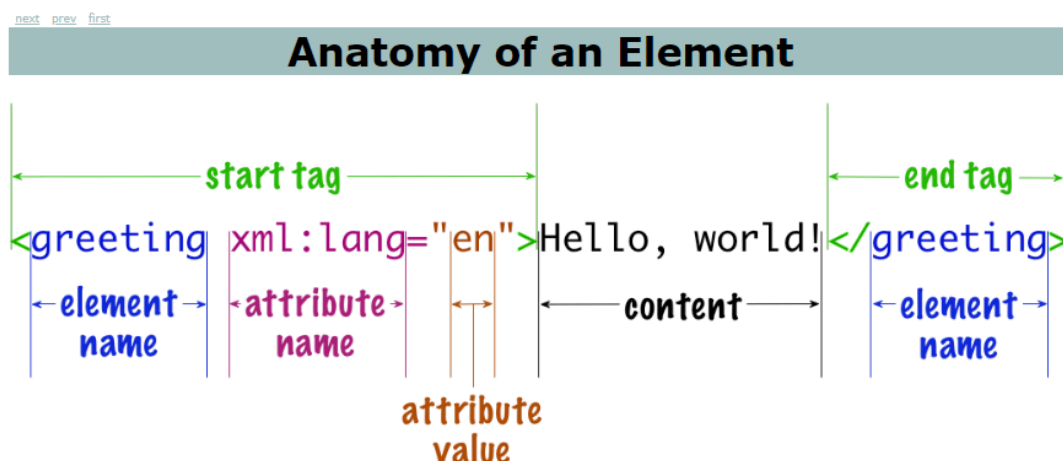 next prev first
Anatomy of an Element
start tag end tag
<greeting xml:lang="en">Hello, world!</greeting>
element attribute content element
name name name
attribute
value